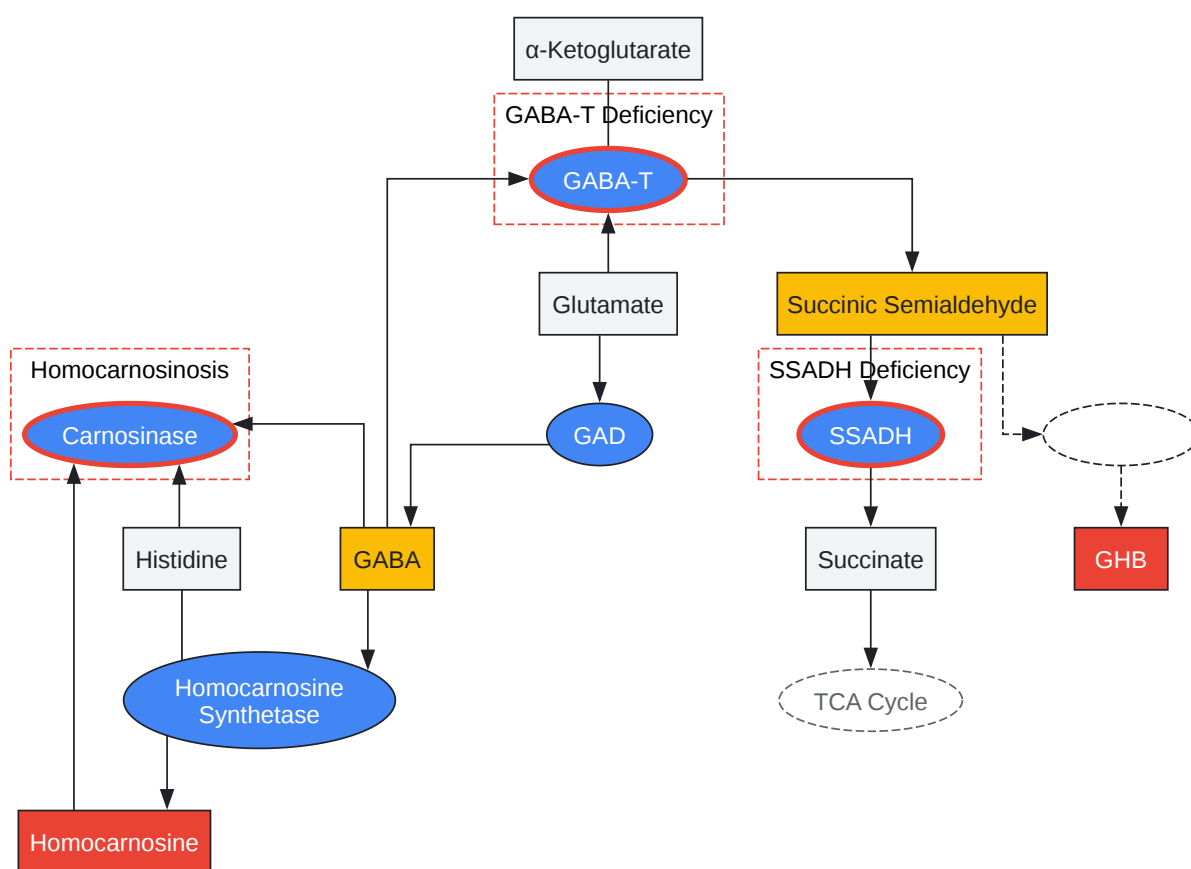 α-Ketoglutarate
GABA-T Deficiency
GABA-T
Glutamate
Succinic Semialdehyde
Homocarnosinosis
SSADH Deficiency
Carnosinase
GAD
SSADH
Histidine
GABA
Succinate
GHB
Homocarnosine
Synthetase
TCA Cycle
Homocarnosine